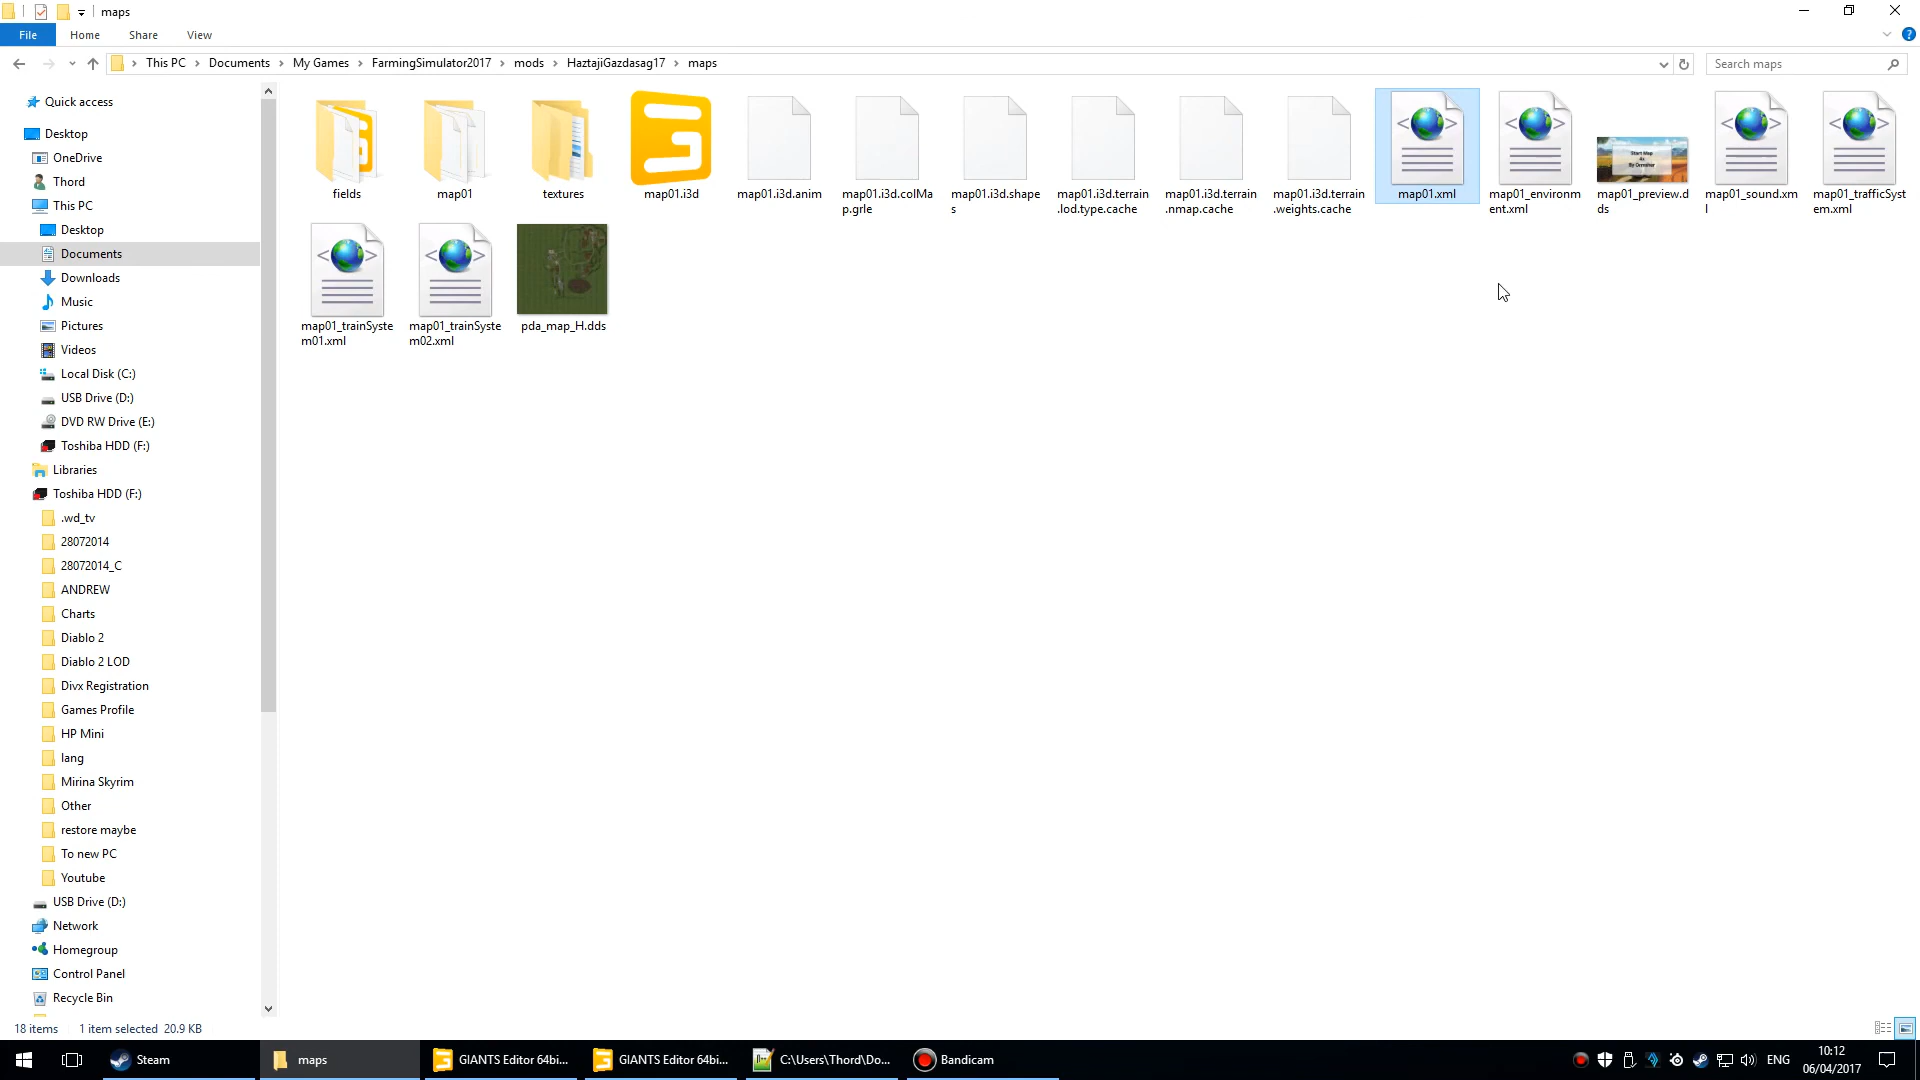 maps
File
Home
Share
View
This PC
Documents
My Games
FarmingSimulator2017
mods
HaztajiGazdasag17
maps
Search maps
Quick access
Desktop
OneDrive
Thord
This PC
Desktop
Documents
Downloads
Music
Pictures
Videos
Local Disk (C:)
USB Drive (D:)
DVD RW Drive (E:)
Toshiba HDD (F:)
Libraries
Toshiba HDD (F:)
.wd_tv
28072014
28072014_C
ANDREW
Charts
Diablo 2
Diablo 2 LOD
Divx Registration
Games Profile
HP Mini
lang
Mirina Skyrim
Other
restore maybe
To new PC
Youtube
USB Drive (D:)
Network
Homegroup
Control Panel
Recycle Bin
fields
map01
textures
map01.i3d
map01.i3d.anim
map01.i3d.colMa
p.grle
map01.i3d.shape
s
map01.i3d.terrain
.lod.type.cache
map01.i3d.terrain
.nmap.cache
map01.i3d.terrain
.weights.cache
map01.xml
map01_environm
ent.xml
Start Map
4x
map01_preview.d
ds
map01_sound.xm
l
map01_trafficSyst
em.xml
map01_trainSyste
m01.xml
map01_trainSyste
m02.xml
pda_map_H.dds
18 items
1 item selected 20.9 KB
Steam
maps
GIANTS Editor 64bi...
GIANTS Editor 64bi...
C:\Users\Thord\Do...
Bandicam
ENG
10:12
06/04/2017